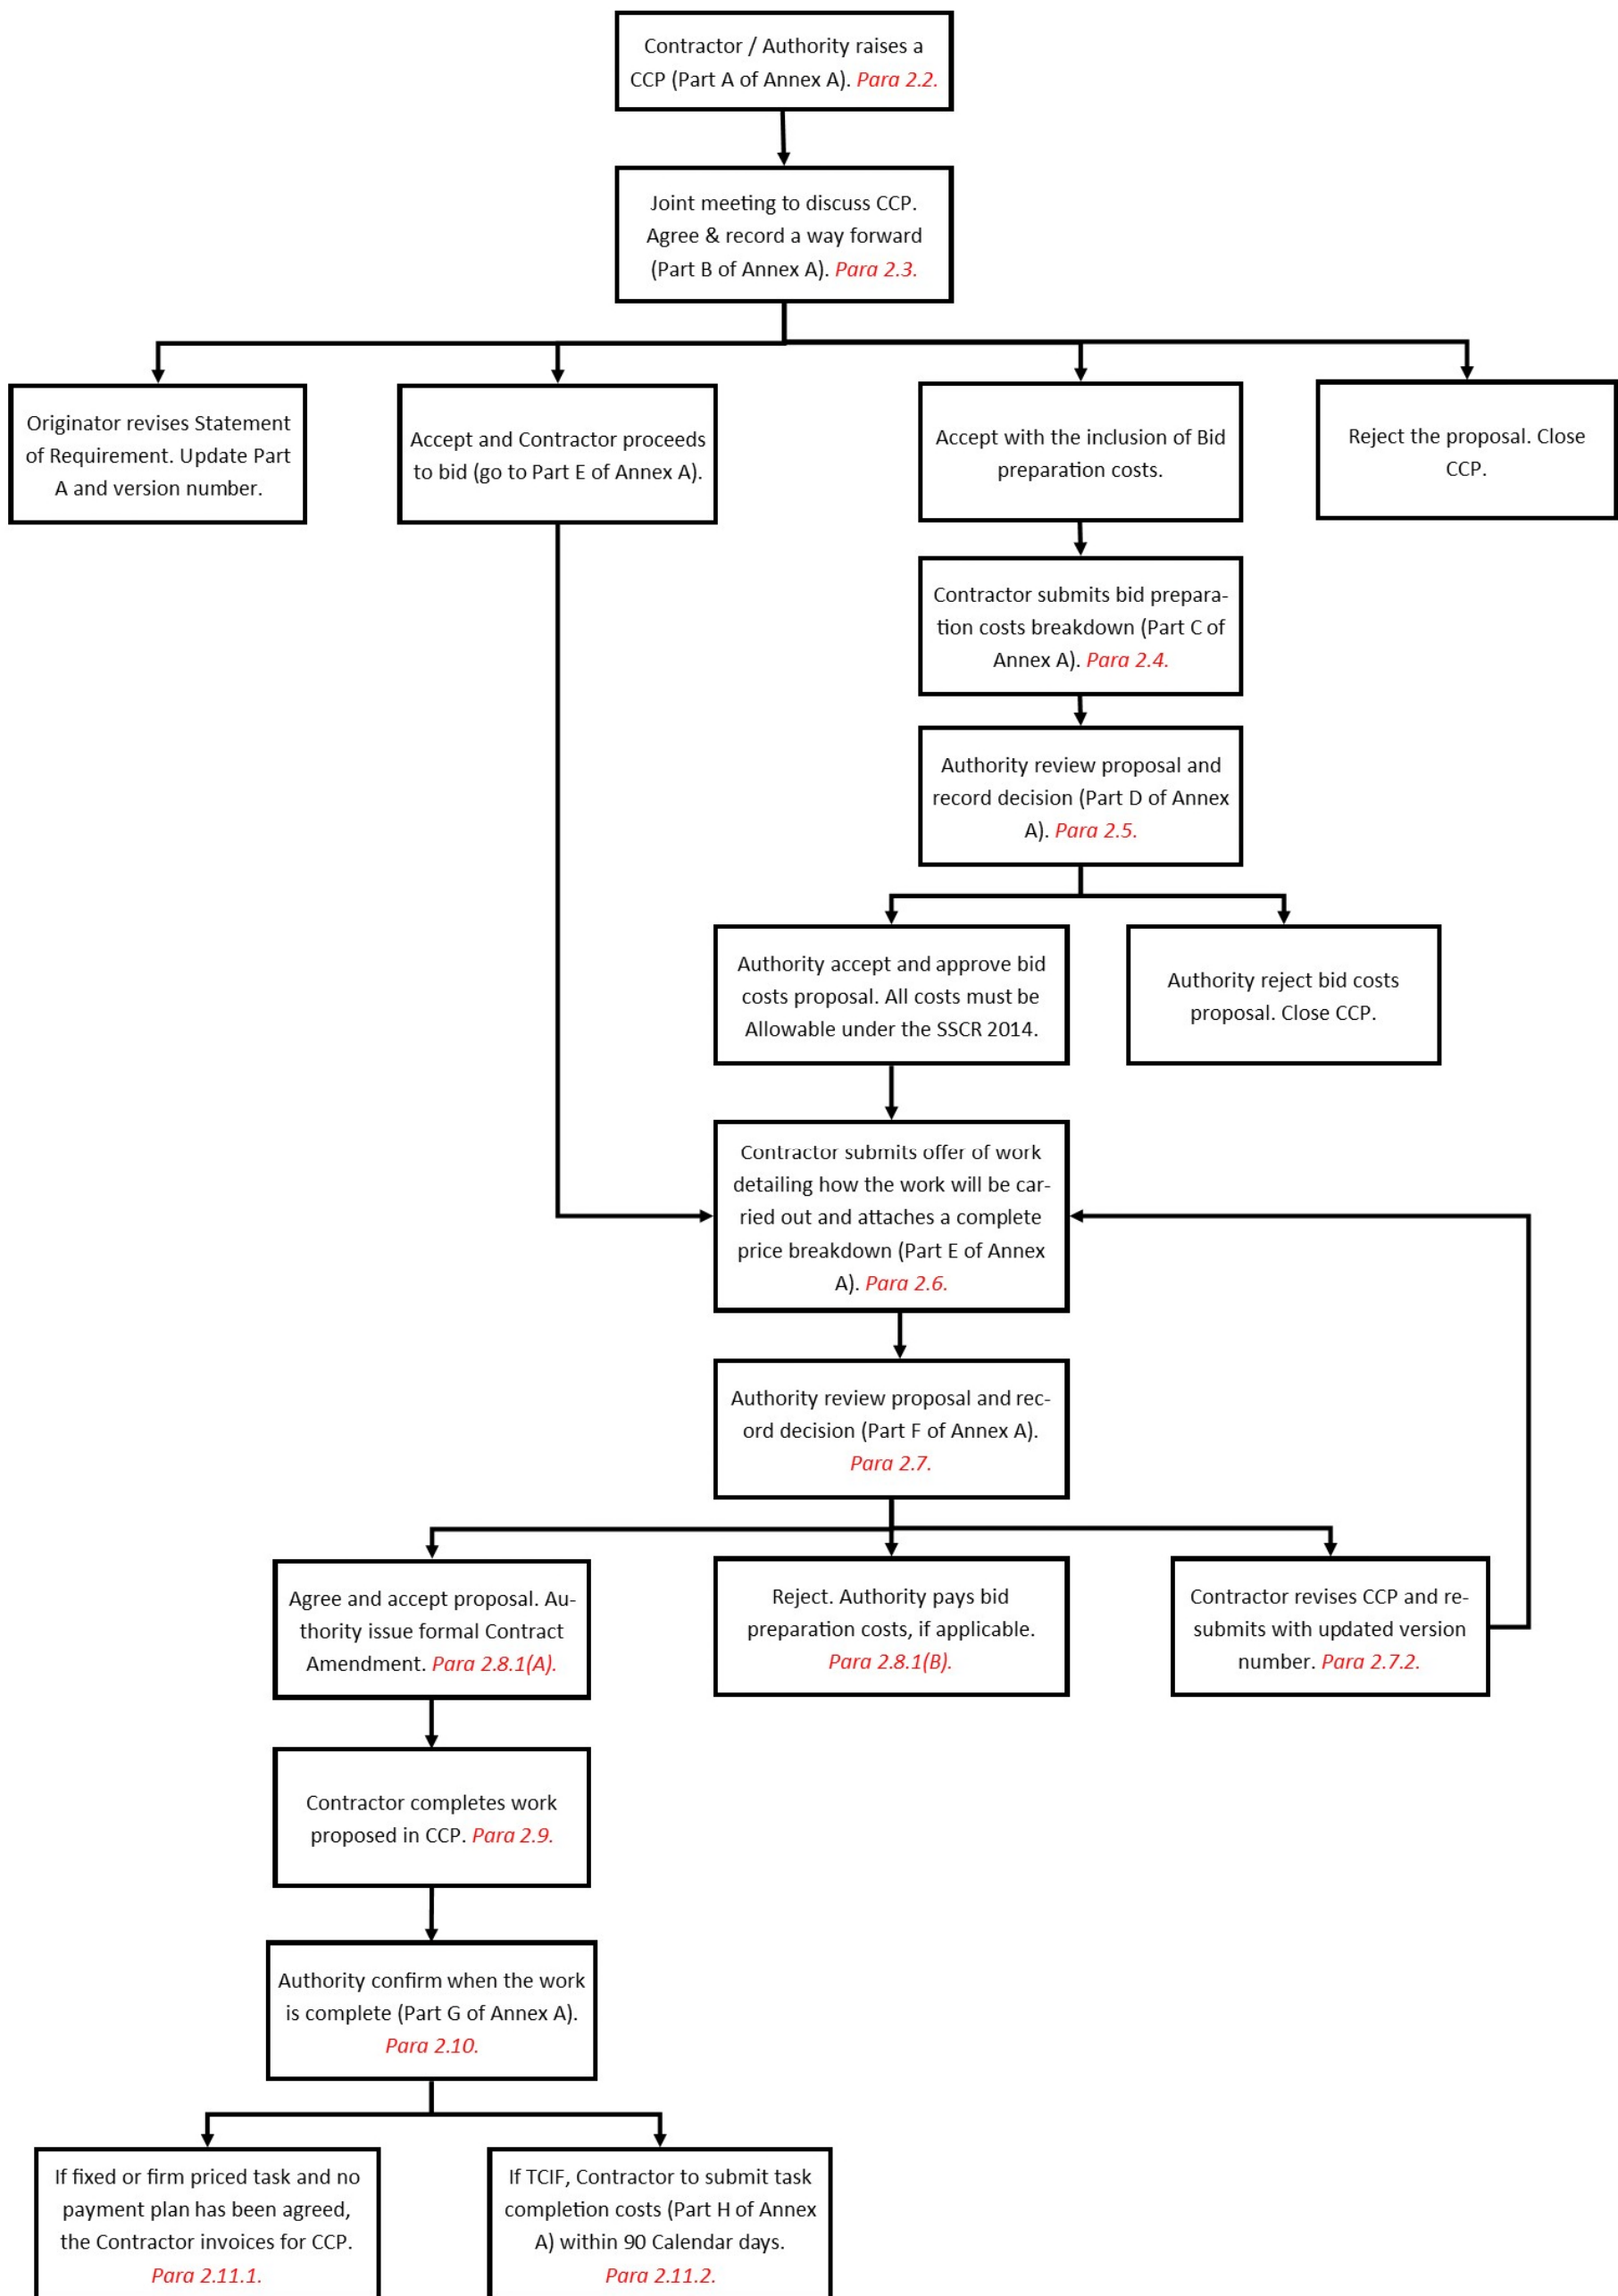 Contractor / Authority raises a
CCP (Part A of Annex A). Para 2.2.
Joint meeting to discuss CCP.
Agree & record a way forward
(Part B of Annex A). Para 2.3.
Originator revises Statement
of Requirement. Update Part
A and version number.
Accept and Contractor proceeds
to bid (go to Part E of Annex A).
Accept with the inclusion of Bid
preparation costs.
Reject the proposal. Close
CCP.
Contractor submits bid prepara-
tion costs breakdown (Part C of
Annex A). Para 2.4.
Authority review proposal and
record decision (Part D of Annex
A). Para 2.5.
Authority accept and approve bid
costs proposal. All costs must be
Allowable under the SSCR 2014.
Authority reject bid costs
proposal. Close CCP.
Contractor submits offer of work
detailing how the work will be car-
ried out and attaches a complete
price breakdown (Part E of Annex
A). Para 2.6.
Authority review proposal and rec-
ord decision (Part F of Annex A).
Para 2.7.
Agree and accept proposal. Au-
thority issue formal Contract
Amendment. Para 2.8.1(A).
Reject. Authority pays bid
preparation costs, if applicable.
Para 2.8.1(B).
Contractor revises CCP and re-
submits with updated version
number. Para 2.7.2.
Contractor completes work
proposed in CCP. Para 2.9.
Authority confirm when the work
is complete (Part G of Annex A).
Para 2.10.
If fixed or firm priced task and no
payment plan has been agreed,
the Contractor invoices for CCP.
Para 2.11.1.
If TCIF, Contractor to submit task
completion costs (Part H of Annex
A) within 90 Calendar days.
Para 2.11.2.